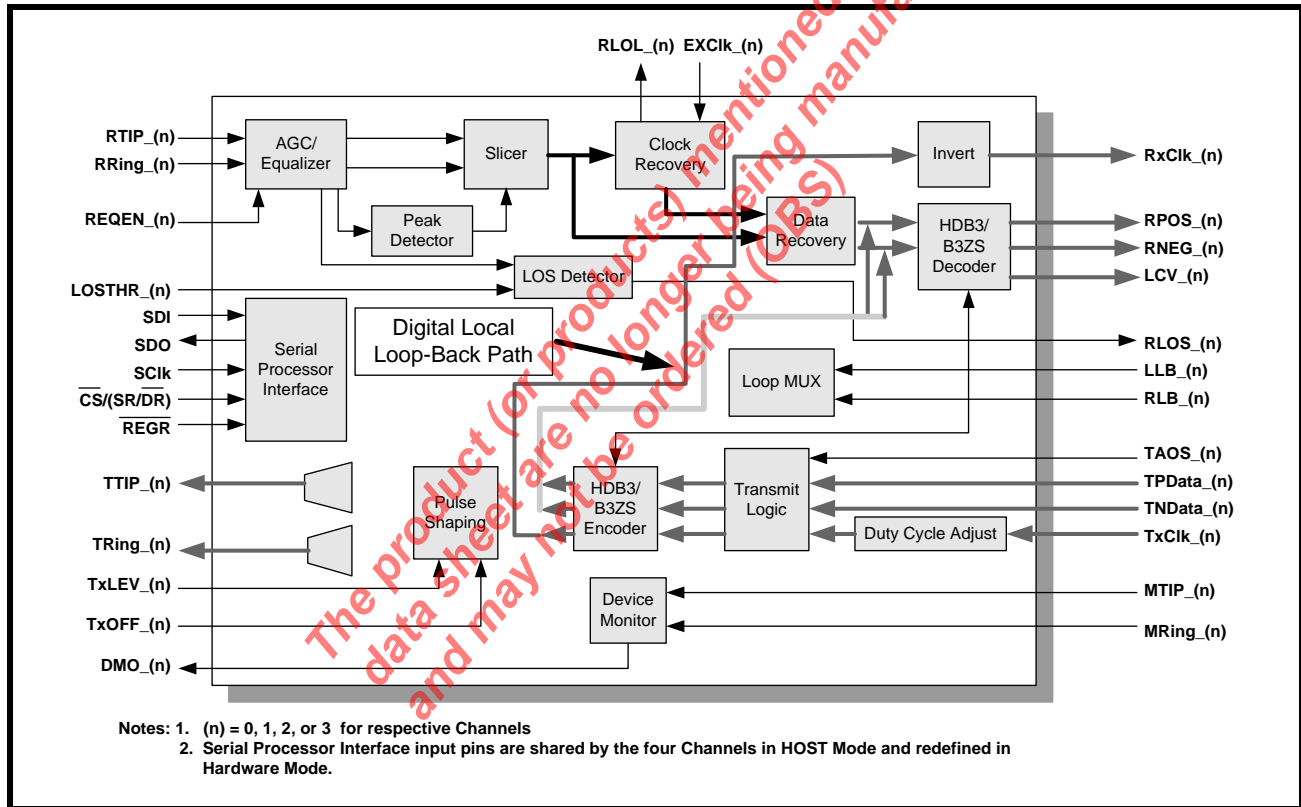 RLOL_(n) EXClk_(n)
RTIP_(n)
RRing_(n)
REQEN_(n)
LOSTHR_(n)
SDI
SDO
SClk
CS/(SR/DR)
REGR
TTIP_(n)
TRing_(n)
TxLEV_(n)
TxOFF_(n)
DMO_(n)
AGC/
Equalizer
Peak
Detector
Slicer
LOS Detector
Clock
Recovery
Data
Recovery
Invert
HDB3/
B3ZS
Decoder
Serial
Processor
Interface
Digital Local
Loop-Back Path
Loop MUX
Pulse
Shaping
HDB3/
B3ZS
Encoder
Transmit
Logic
Duty Cycle Adjust
Device
Monitor
RxClk_(n)
RPOS_(n)
RNEG_(n)
LCV_(n)
RLOS_(n)
LLB_(n)
RLB_(n)
TAOS_(n)
TPData_(n)
TNData_(n)
TxClk_(n)
MTIP_(n)
MRing_(n)
The product (or products) mentioned
data sheet are no longer being manufa
and may not be ordered (OBS)
Notes: 1. (n) = 0, 1, 2, or 3 for respective Channels
2. Serial Processor Interface input pins are shared by the four Channels in HOST Mode and redefined in
Hardware Mode.